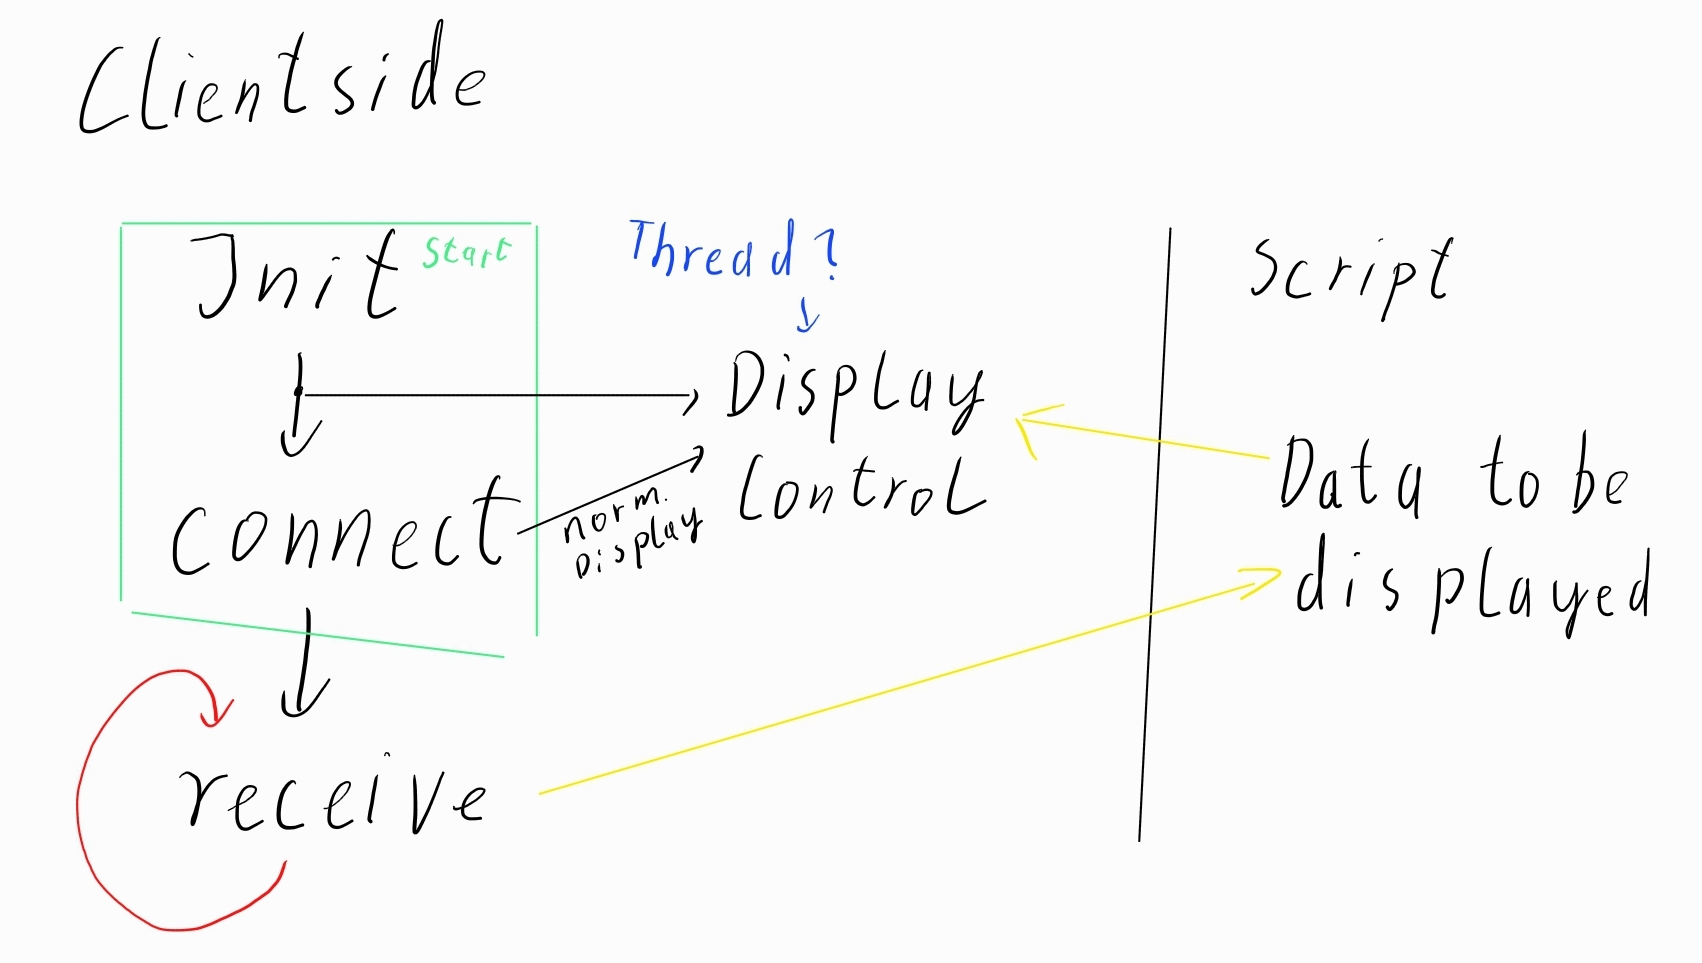 Clientside
Init
Start
Thread?
Script
Display
Control
Data to be
displayed
connect
norm.
Display
receive